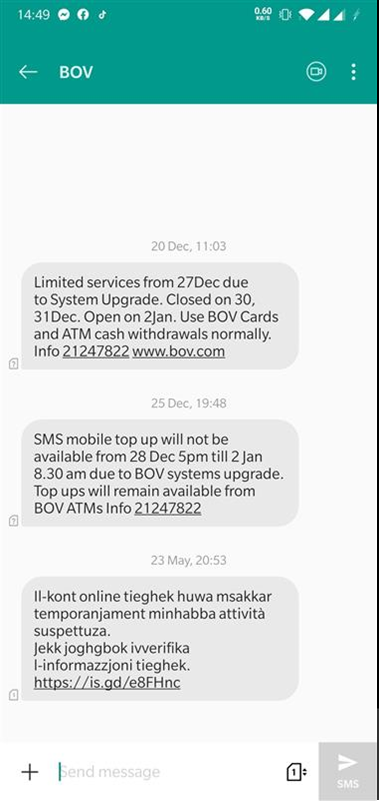 14:49
0.60
KB/S
BOV
20 Dec, 11:03
Limited services from 27Dec due
to System Upgrade. Closed on 30,
31Dec. Open on 2Jan. Use BOV Cards
and ATM cash withdrawals normally.
Info 21247822 www.bov.com
25 Dec, 19:48
SMS mobile top up will not be
available from 28 Dec 5pm till 2 Jan
8.30 am due to BOV systems upgrade.
Top ups will remain available from
BOV ATMs Info 21247822
23 May, 20:53
Il-kont online tieghek huwa msakkar
temporanjament minhabba attività
suspettuza.
Jekk joghgbok ivverifika
l-informazzjoni tieghek.
https://is.gd/e8FHnc
Send message
1
SMS